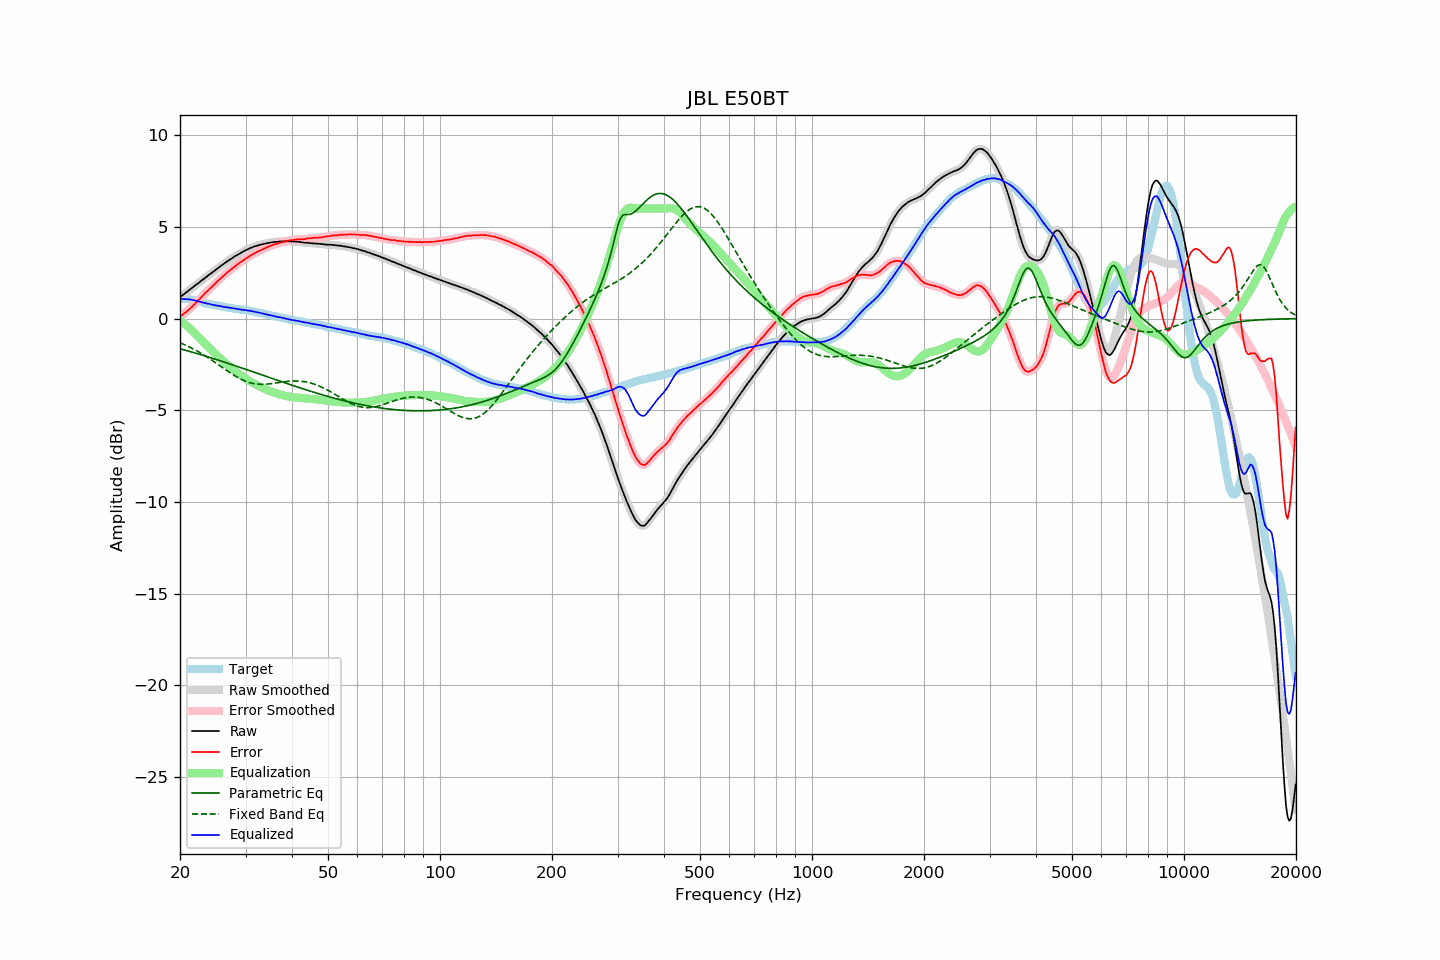 JBL E50BT
Amplitude (dBr)
10
5
0
−5
−10
−15
−20
−25
Target
Raw Smoothed
Error Smoothed
Raw
Error
Equalization
Parametric Eq
Fixed Band Eq
Equalized
20 50 100 200 500 1000 2000 5000 10000 20000
Frequency (Hz)